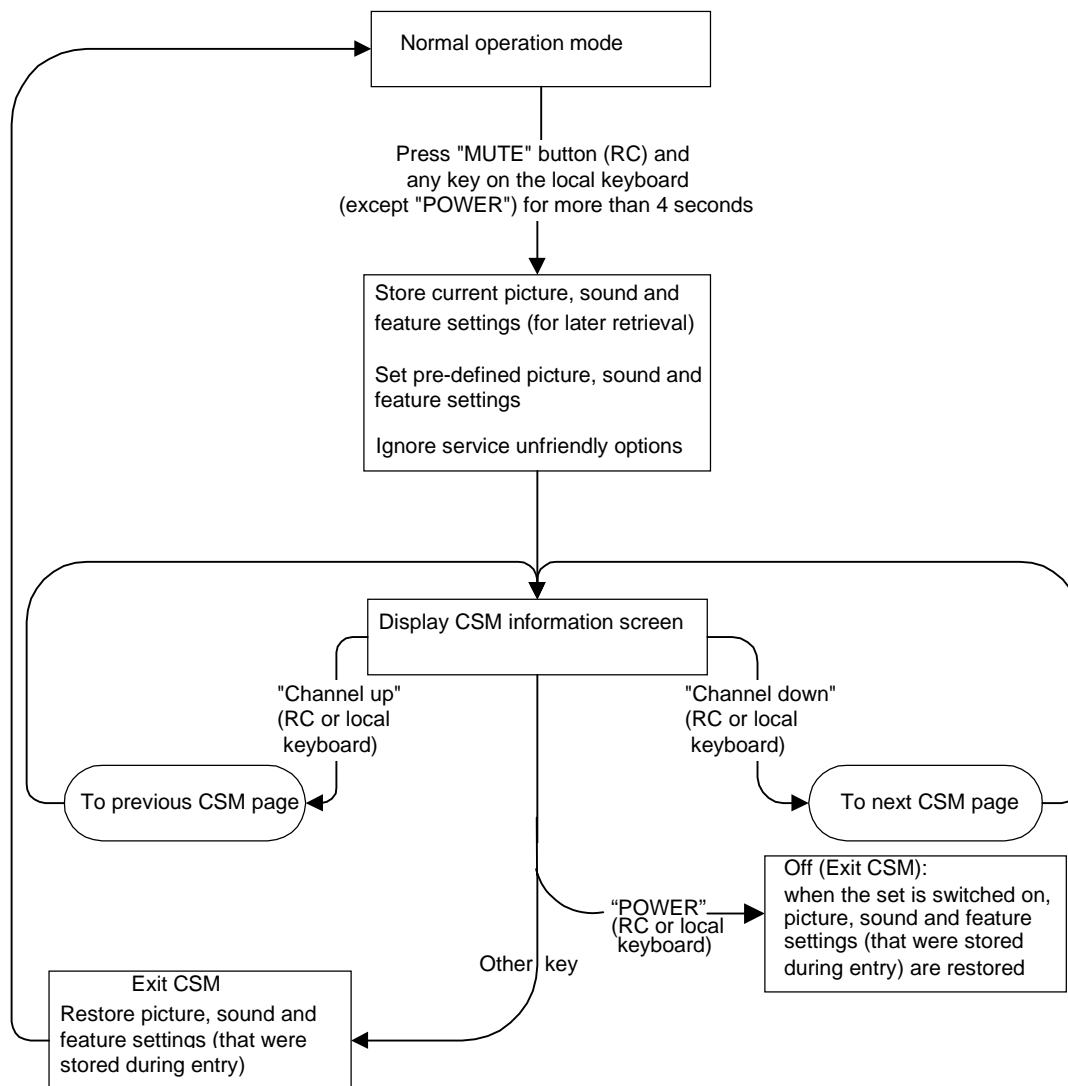 Normal operation mode
Press "MUTE" button (RC) and
any key on the local keyboard
(except "POWER") for more than 4 seconds
Store current picture, sound and
feature settings (for later retrieval)
Set pre-defined picture, sound and
feature settings
Ignore service unfriendly options
Display CSM information screen
"Channel up"
(RC or local
keyboard)
"Channel down"
(RC or local
keyboard)
To previous CSM page
To next CSM page
“POWER”
(RC or local
keyboard)
Off (Exit CSM):
when the set is switched on,
picture, sound and feature
settings (that were stored
during entry) are restored
Other key
Exit CSM
Restore picture, sound and
feature settings (that were
stored during entry)